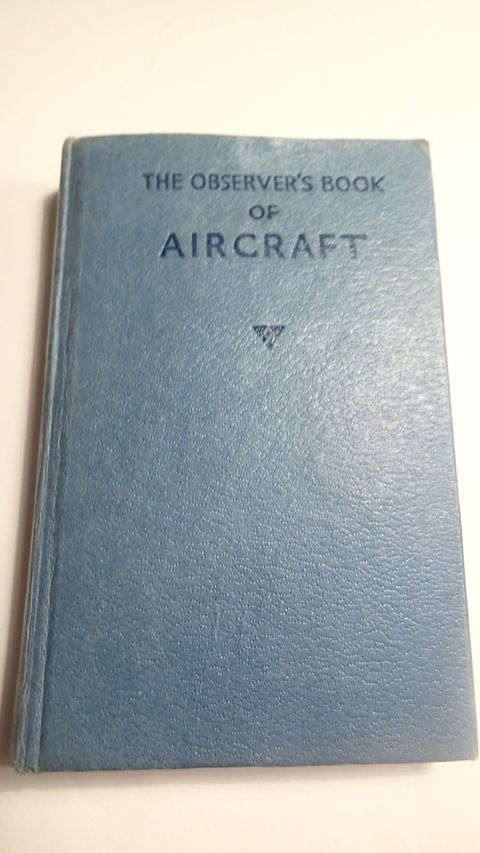 THE OBSERVER'S BOOK
OF
AIRCRAFT